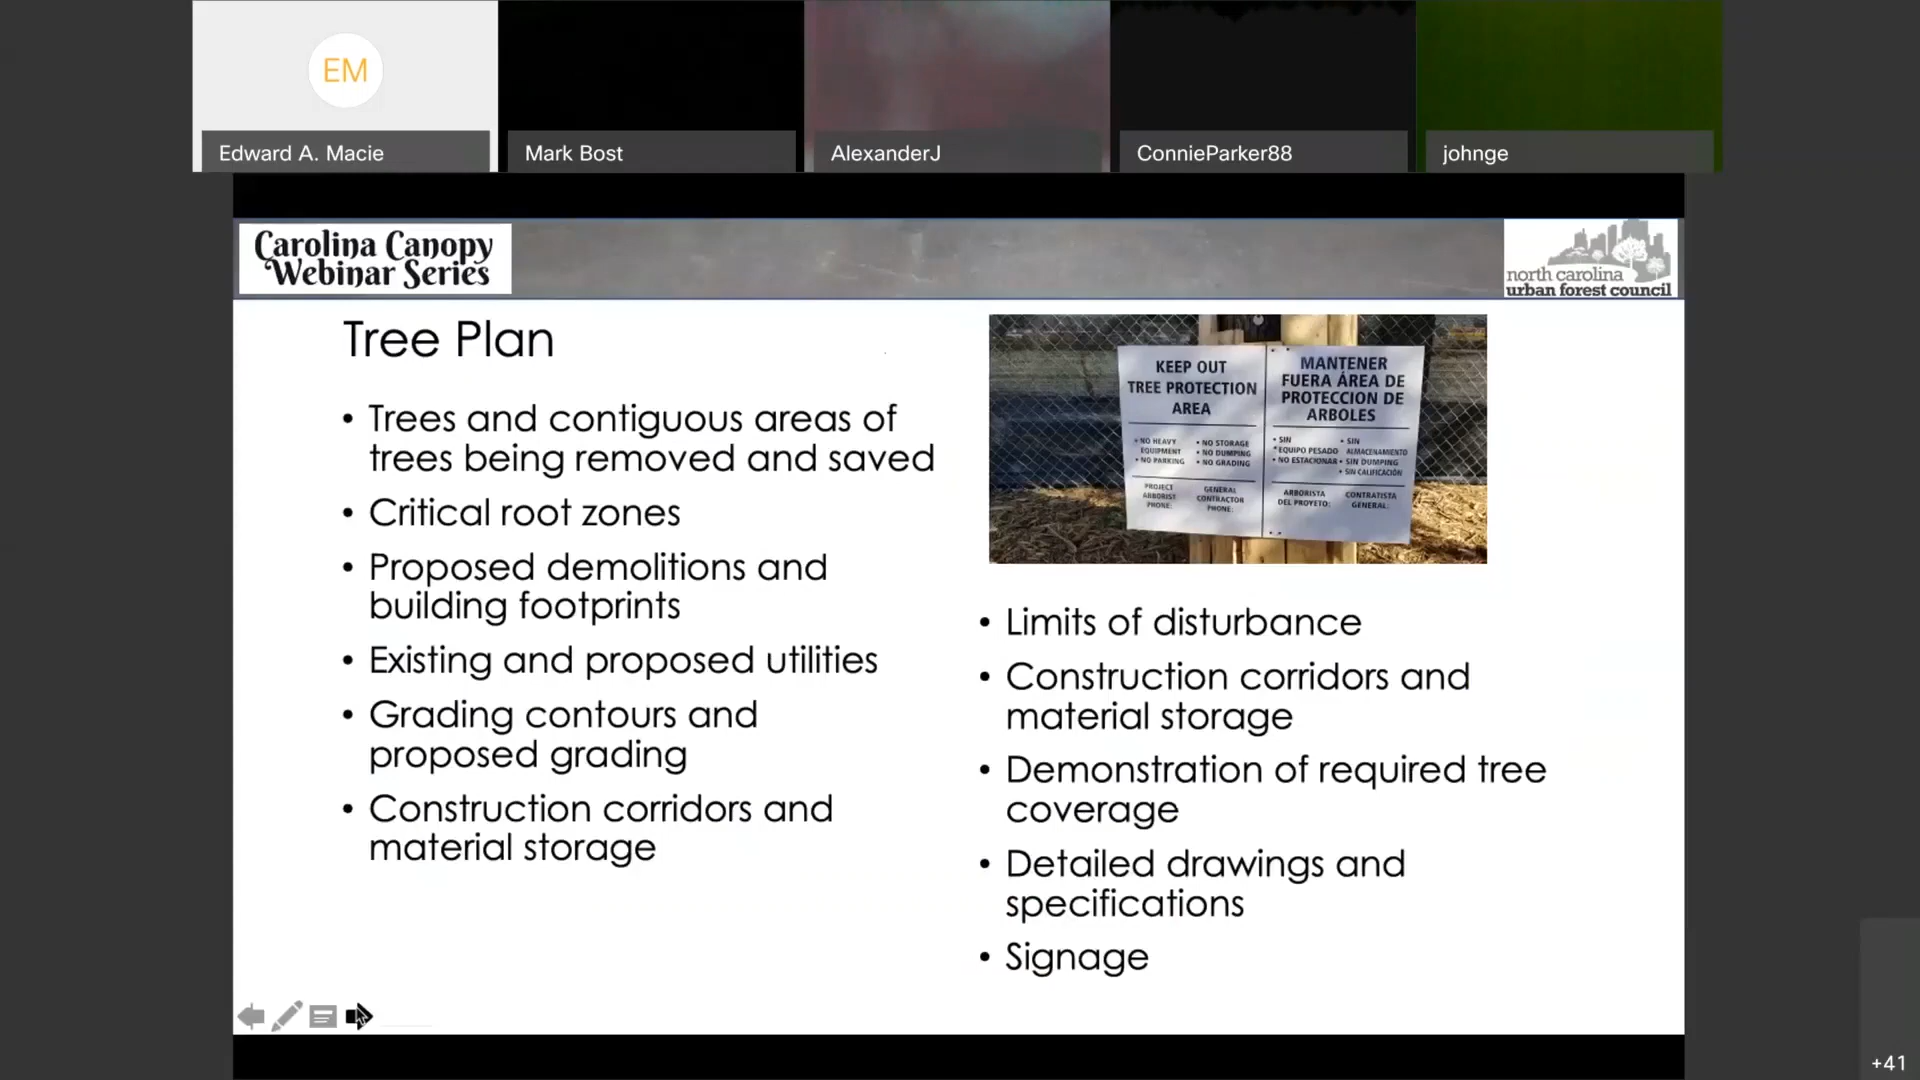 EM
Edward A. Macie
Mark Bost
AlexanderJ
ConnieParker88
johnge
Carolina Canopy
Webinar Series
north carolina
urban forest council
Tree Plan
• Trees and contiguous areas of
trees being removed and saved
• Critical root zones
• Proposed demolitions and
building footprints
• Existing and proposed utilities
• Grading contours and
proposed grading
• Construction corridors and
material storage
KEEP OUT
TREE PROTECTION
AREA
• NO HEAVY
EQUIPMENT
• NO PARKING
• NO STORAGE
• NO DUMPING
• NO GRADING
PROJECT
ARBORIST
PHONE:
GENERAL
CONTRACTOR
PHONE:
MANTENER
FUERA ÁREA DE
PROTECCION DE
ARBOLES
• SIN
EQUIPO PESADO
• NO ESTACIONAR
• SIN
ALMACENAMIENTO
• SIN DUMPING
• SIN CALIFICACIÓN
ARBORISTA
DEL PROYETO:
CONTRATISTA
GENERAL:
• Limits of disturbance
• Construction corridors and
material storage
• Demonstration of required tree
coverage
• Detailed drawings and
specifications
• Signage
+41